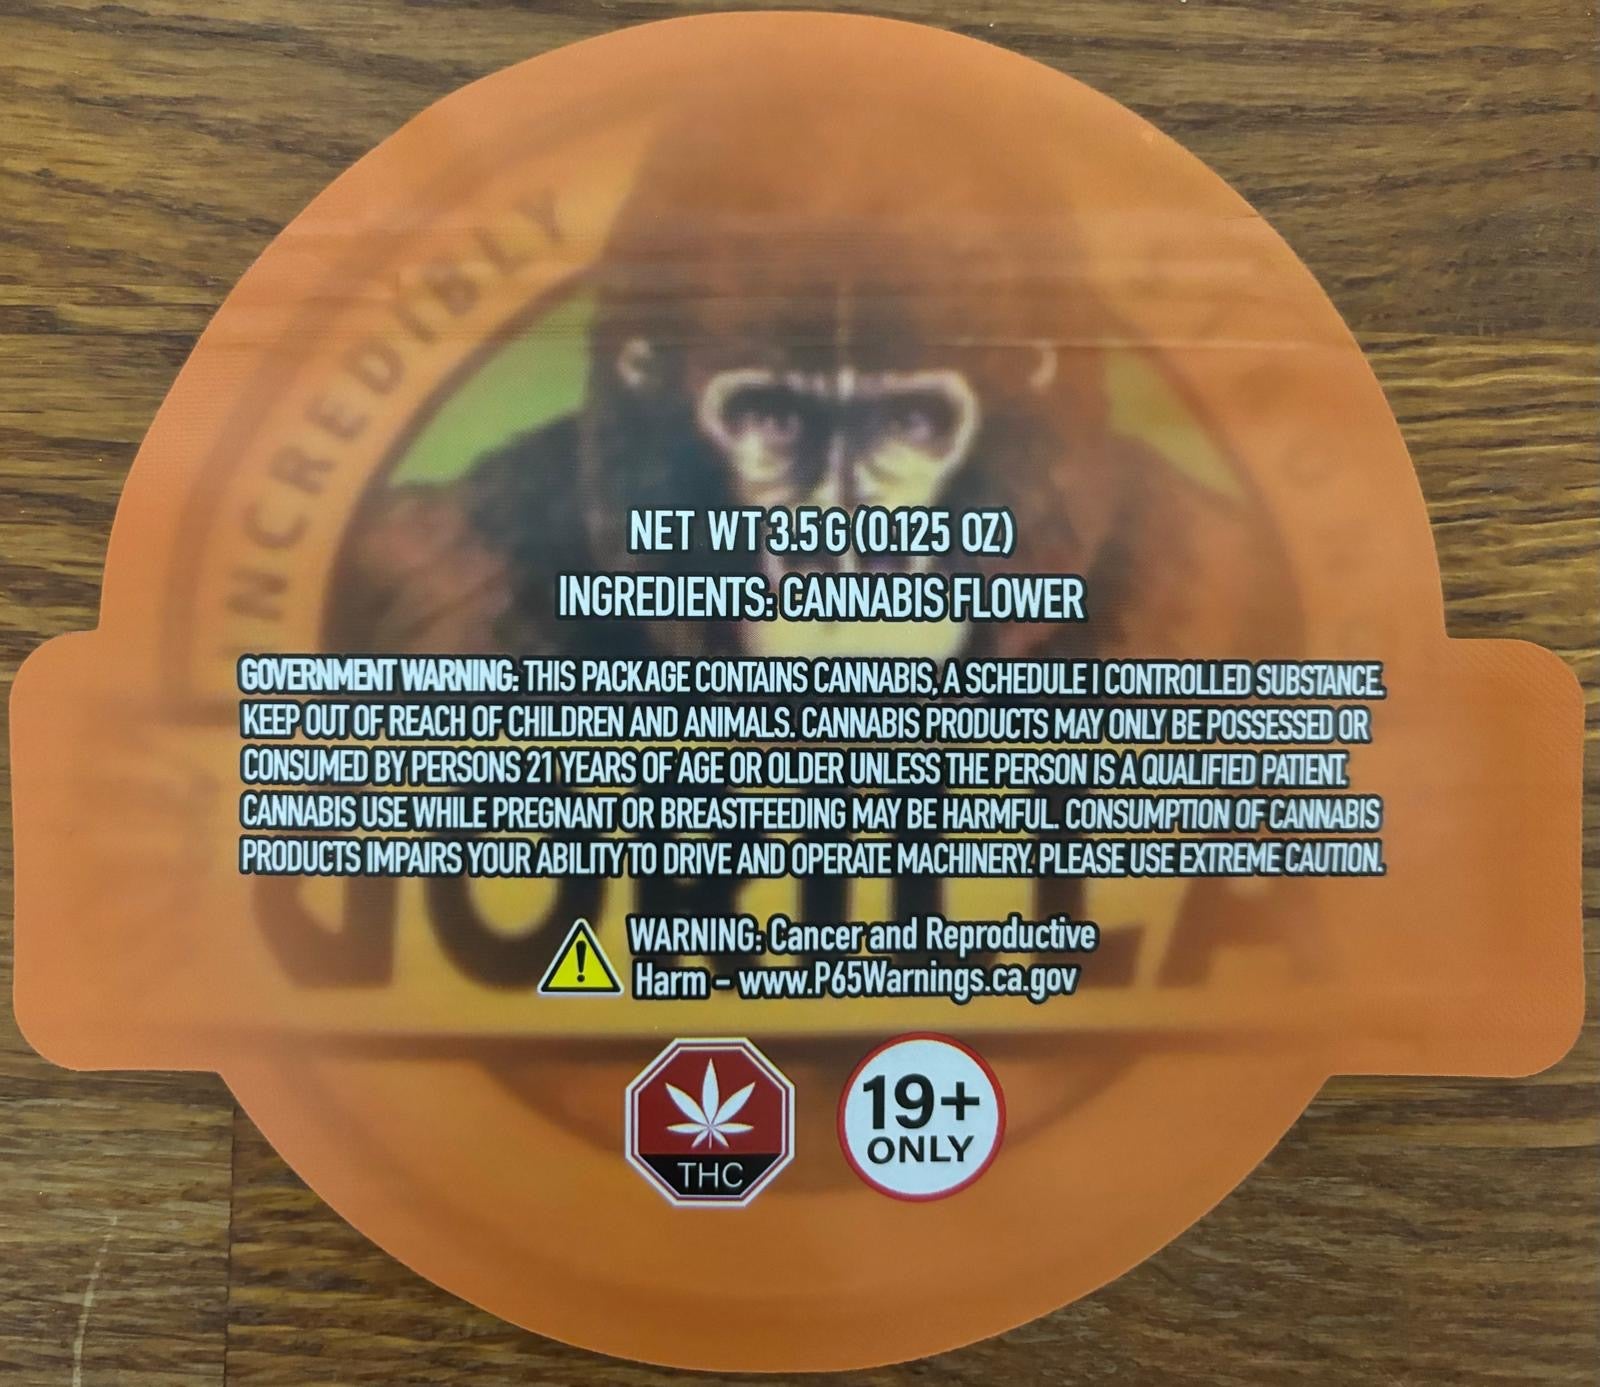 INCREDIBLY
NET WT 3.5 G (0.125 OZ)
INGREDIENTS: CANNABIS FLOWER
GOVERNMENT WARNING: THIS PACKAGE CONTAINS CANNABIS, A SCHEDULE I CONTROLLED SUBSTANCE.
KEEP OUT OF REACH OF CHILDREN AND ANIMALS. CANNABIS PRODUCTS MAY ONLY BE POSSESSED OR
CONSUMED BY PERSONS 21 YEARS OF AGE OR OLDER UNLESS THE PERSON IS A QUALIFIED PATIENT.
CANNABIS USE WHILE PREGNANT OR BREASTFEEDING MAY BE HARMFUL. CONSUMPTION OF CANNABIS
PRODUCTS IMPAIRS YOUR ABILITY TO DRIVE AND OPERATE MACHINERY. PLEASE USE EXTREME CAUTION.
GORILLA
WARNING: Cancer and Reproductive
Harm – www.P65Warnings.ca.gov
THC
19+
ONLY